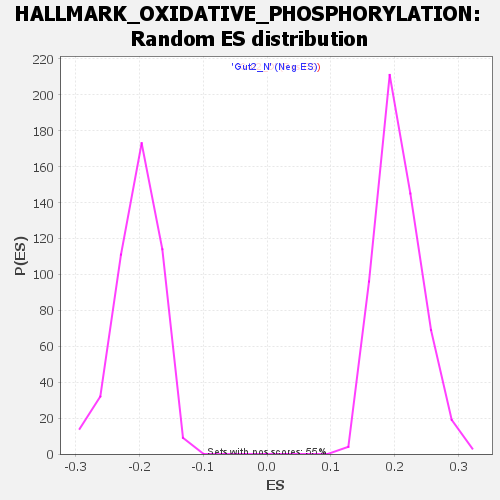 HALLMARK_OXIDATIVE_PHOSPHORYLATION:
Random ES distribution
'Gut2_N' (Neg ES))
220
200
180
160
140
120
100
80
60
40
20
0
P(ES)
Sets with pos scores: 55%
-0.3 -0.2 -0.1 0.0 0.1 0.2 0.3
ES